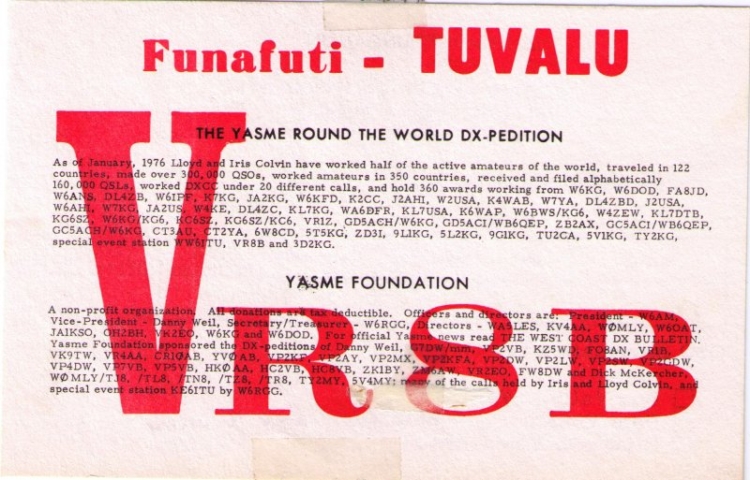 Funafuti - TUVALU
THE YASME ROUND THE WORLD DX-PEDITION
As of January, 1976 Lloyd and Iris Colvin have worked half of the active amateurs of the world, traveled in 122
countries, made over 300,000 QSOs, worked amateurs in 350 countries, received and filed alphabetically
160,000 QSLs, worked DXCC under 20 different calls, and hold 360 awards working from W6KG, W6DOD, FA8JD,
W6ANS, DL4ZB, W6IPF, K7KG, JA2KG, W6KFD, K2CC, J2AHI, W2USA, K4WAB, W7YA, DL4ZBD, J2USA,
W6AHI, W7KG, JA2US, W4KE, DL4ZC, KL7KG, WA6DFR, KL7USA, K6WAP, W6BWS/KG6, W4ZEW, KL7DTB,
KG6SZ, W6KG/KG6, KC6SZ, KG6SZ/KC6, VR1Z, GD5ACH/W6KG, GD5ACI/WB6QEP, ZB2AX, GC5ACI/WB6QEP,
GC5ACH/W6KG, CT3AU, CT2YA, 6W8CD, 5T5KG, ZD3I, 9L1KG, 5L2KG, 9G1KG, TU2CA, 5V1KG, TY2KG,
special event station WW6ITU, VR8B and 3D2KG.
YASME FOUNDATION
A non-profit organization. All donations are tax deductible. Officers and directors are: President - W6AM,
Vice-President - Danny Weil, Secretary/Treasurer - W6RGG, Directors - WA6LES, KV4AA, WØMLY, W6OAT,
JA1KSO, OH2BH, VK2EO, W6KG and W6DOD. For official Yasme news read THE WEST COAST DX BULLETIN.
Yasme Foundation sponored the DX-peditions of Danny Weil, G7DW/mm, VP2VB, KZ5WD, FO8AN, VR1B,
VK9TW, VR4AA, CR10AB, YVØAB, VP2KF, VP2AY, VP2MX, VP2KFA, VP2DW, VP2LW, VP2SW, VP2GDW,
VP4DW, VP7VB, VP5VB, HKØAA, HC2VB, HC8VB, ZK1BY, ZM6AW, VR2EO, FW8DW and Dick McKercher,
WØMLY/TJ8, /TL8, /TN8, /TZ8, /TR8, TY2MY, 5V4MY; many of the calls held by Iris and Lloyd Colvin, and
special event station KE6ITU by W6RGG.
VR8B